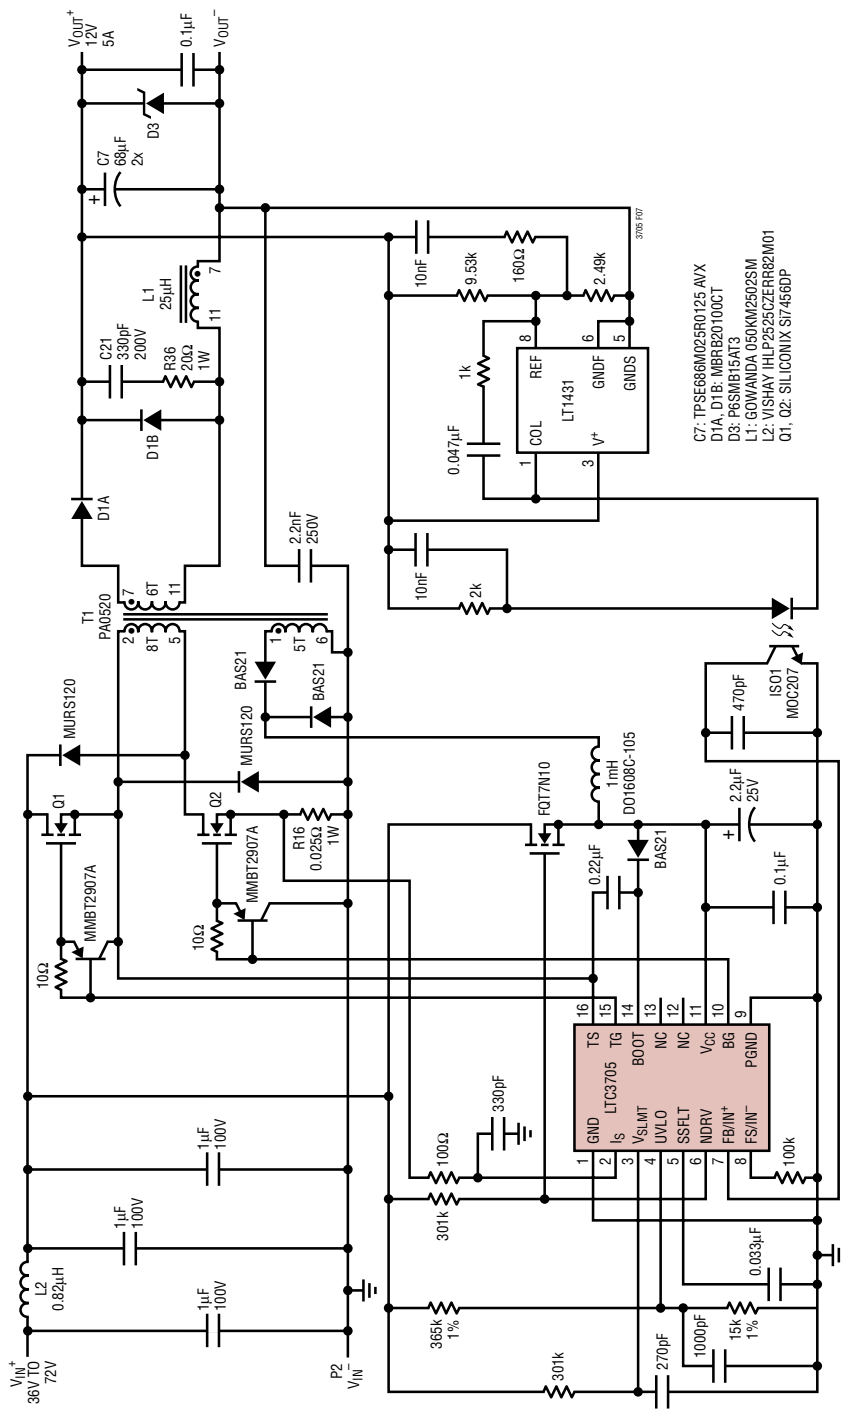 VIN+
36V TO
72V
L2
0.82µH
1µF
100V
1µF
100V
1µF
100V
P2
VIN−
MURS120
Q1
MMBT2907A
10Ω
Q2
MMBT2907A
10Ω
MURS120
R16
0.025Ω
1W
T1
PA0520
2
8T
5
7
6T
11
1
5T
6
BAS21
BAS21
2.2nF
250V
D1A
D1B
C21
330pF
200V
R36
20Ω
1W
L1
25µH
11
7
C7
68µF
2x
+
D3
0.1µF
VOUT+
12V
5A
VOUT−
365k
1%
301k
301k
100Ω
330pF
270pF
1000pF
15k
1%
0.033µF
100k
LTC3705
1
GND
2
IS
3
VSLMT
4
UVLO
5
SSFLT
6
NDRV
7
FB/IN+
8
FS/IN−
16
TS
15
TG
14
BOOT
13
NC
12
NC
11
VCC
10
BG
9
PGND
0.22µF
BAS21
FQT7N10
1mH
DO1608C-105
0.1µF
+
2.2µF
25V
470pF
ISO1
MOC207
10nF
2k
0.047µF
1k
LT1431
1
COL
3
V+
8
REF
6
GNDF
5
GNDS
10nF
9.53k
160Ω
2.49k
3705 F07
C7: TPSE686M025R0125 AVX
D1A, D1B: MBRB20100CT
D3: P6SMB15AT3
L1: GOWANDA 050KM2502SM
L2: VISHAY IHLP2525CZERR82M01
Q1, Q2: SILICONIX Si7456DP